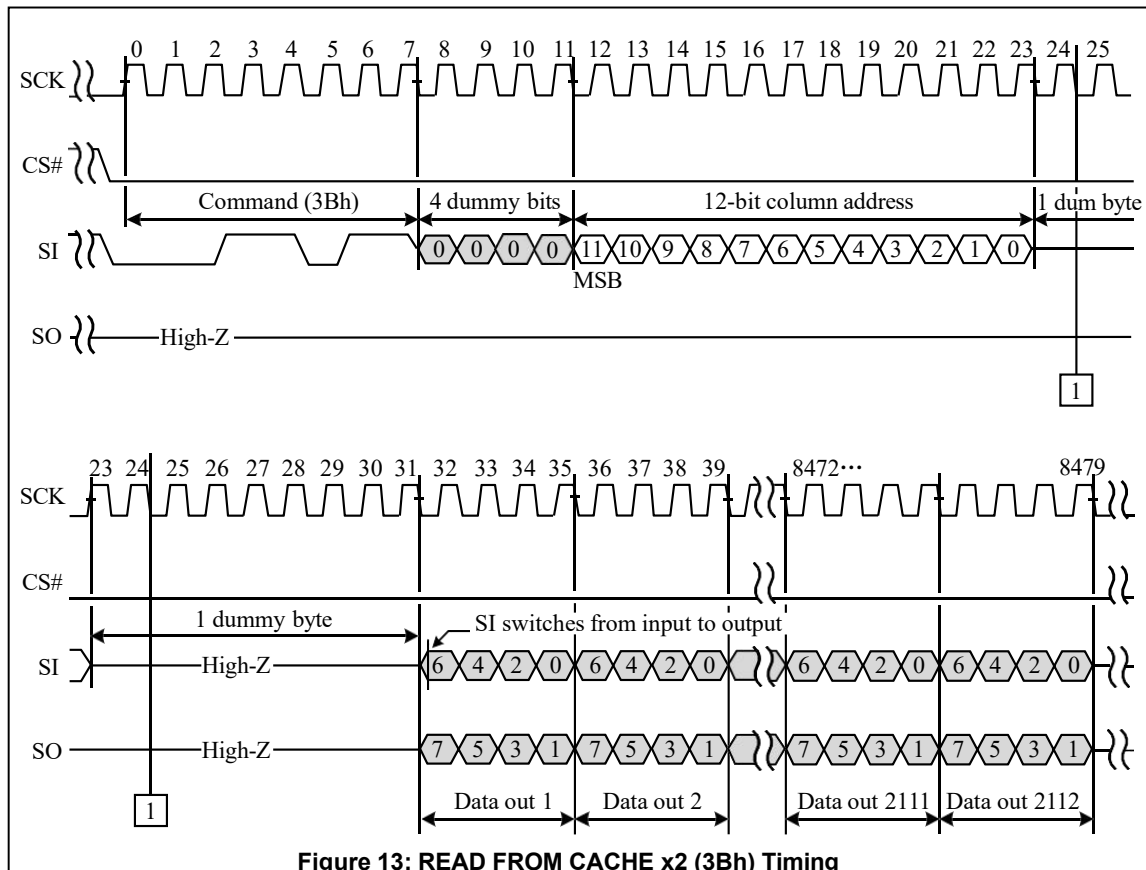 0 1 2 3 4 5 6 7 8 9 10 11 12 13 14 15 16 17 18 19 20 21 22 23 24 25
SCK
CS#
Command (3Bh) 4 dummy bits 12-bit column address 1 dum byte
SI 0 0 0 0 11 10 9 8 7 6 5 4 3 2 1 0
MSB
SO High-Z
1
23 24 25 26 27 28 29 30 31 32 33 34 35 36 37 38 39 8472··· 8479
SCK
CS#
1 dummy byte SI switches from input to output
SI High-Z 6 4 2 0 6 4 2 0 6 4 2 0 6 4 2 0
SO High-Z 7 5 3 1 7 5 3 1 7 5 3 1 7 5 3 1
1 Data out 1 Data out 2 Data out 2111 Data out 2112
Figure 13: READ FROM CACHE x2 (3Bh) Timing